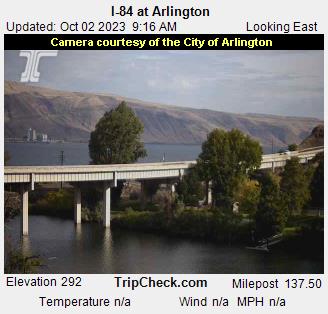 I-84 at Arlington
Updated: Oct 02 2023 9:16 AM Looking East
Camera courtesy of the City of Arlington
Elevation 292 TripCheck.com Milepost 137.50
Temperature n/a Wind n/a MPH n/a